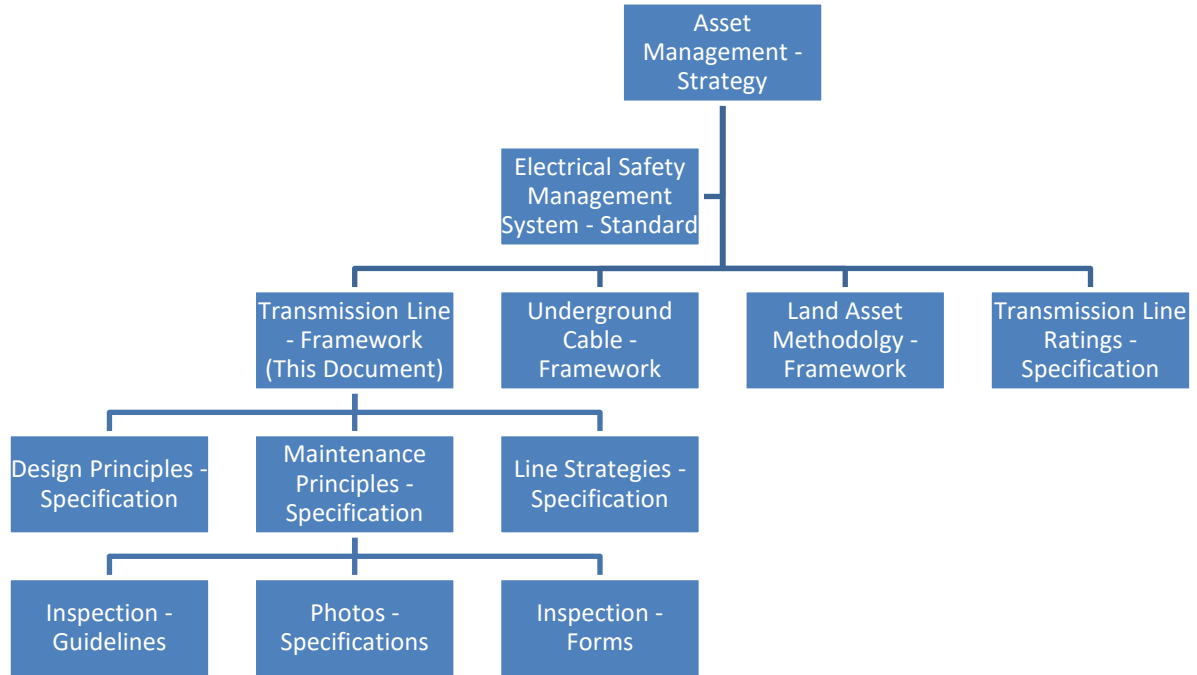 Asset
Management -
Strategy
Electrical Safety
Management
System - Standard
Transmission Line
- Framework
(This Document)
Underground
Cable -
Framework
Land Asset
Methodolgy -
Framework
Transmission Line
Ratings -
Specification
Design Principles -
Specification
Maintenance
Principles -
Specification
Line Strategies -
Specification
Inspection -
Guidelines
Photos -
Specifications
Inspection -
Forms